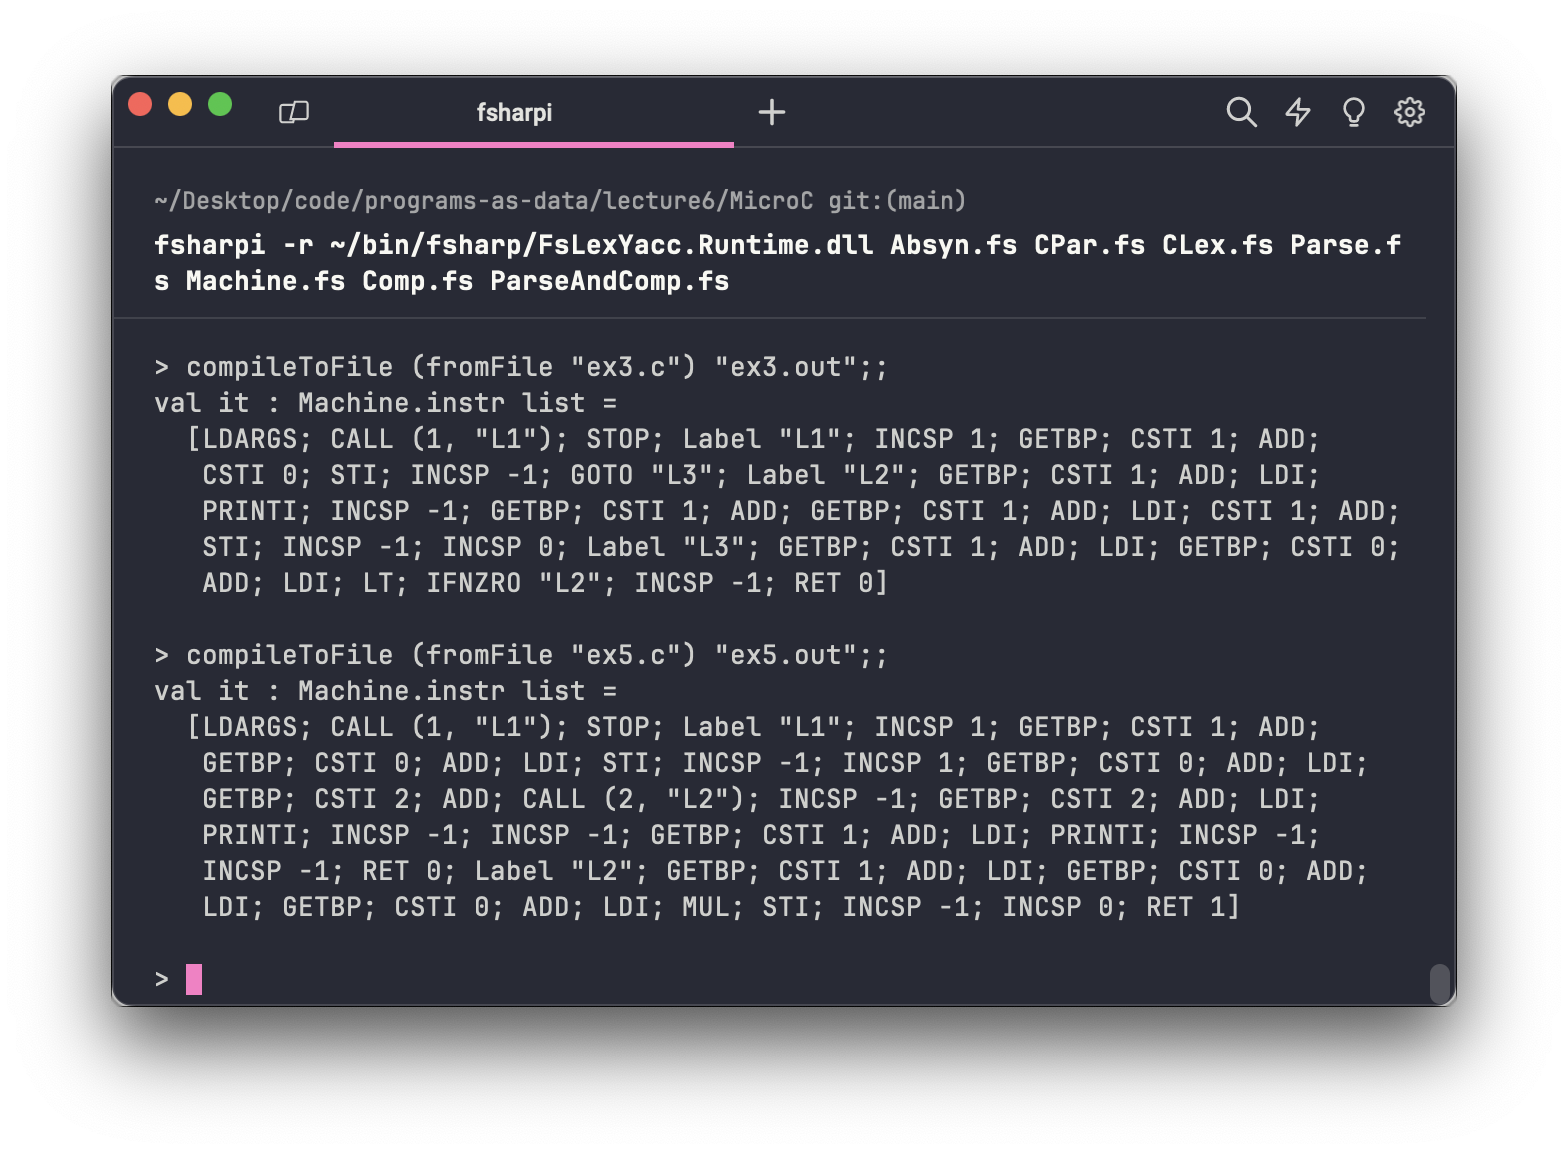 fsharpi
~/Desktop/code/programs-as-data/lecture6/MicroC git:(main)
fsharpi -r ~/bin/fsharp/FsLexYacc.Runtime.dll Absyn.fs CPar.fs CLex.fs Parse.f
s Machine.fs Comp.fs ParseAndComp.fs
> compileToFile (fromFile "ex3.c") "ex3.out";;
val it : Machine.instr list =
  [LDARGS; CALL (1, "L1"); STOP; Label "L1"; INCSP 1; GETBP; CSTI 1; ADD;
   CSTI 0; STI; INCSP -1; GOTO "L3"; Label "L2"; GETBP; CSTI 1; ADD; LDI;
   PRINTI; INCSP -1; GETBP; CSTI 1; ADD; GETBP; CSTI 1; ADD; LDI; CSTI 1; ADD;
   STI; INCSP -1; INCSP 0; Label "L3"; GETBP; CSTI 1; ADD; LDI; GETBP; CSTI 0;
   ADD; LDI; LT; IFNZRO "L2"; INCSP -1; RET 0]
> compileToFile (fromFile "ex5.c") "ex5.out";;
val it : Machine.instr list =
  [LDARGS; CALL (1, "L1"); STOP; Label "L1"; INCSP 1; GETBP; CSTI 1; ADD;
   GETBP; CSTI 0; ADD; LDI; STI; INCSP -1; INCSP 1; GETBP; CSTI 0; ADD; LDI;
   GETBP; CSTI 2; ADD; CALL (2, "L2"); INCSP -1; GETBP; CSTI 2; ADD; LDI;
   PRINTI; INCSP -1; INCSP -1; GETBP; CSTI 1; ADD; LDI; PRINTI; INCSP -1;
   INCSP -1; RET 0; Label "L2"; GETBP; CSTI 1; ADD; LDI; GETBP; CSTI 0; ADD;
   LDI; GETBP; CSTI 0; ADD; LDI; MUL; STI; INCSP -1; INCSP 0; RET 1]
>